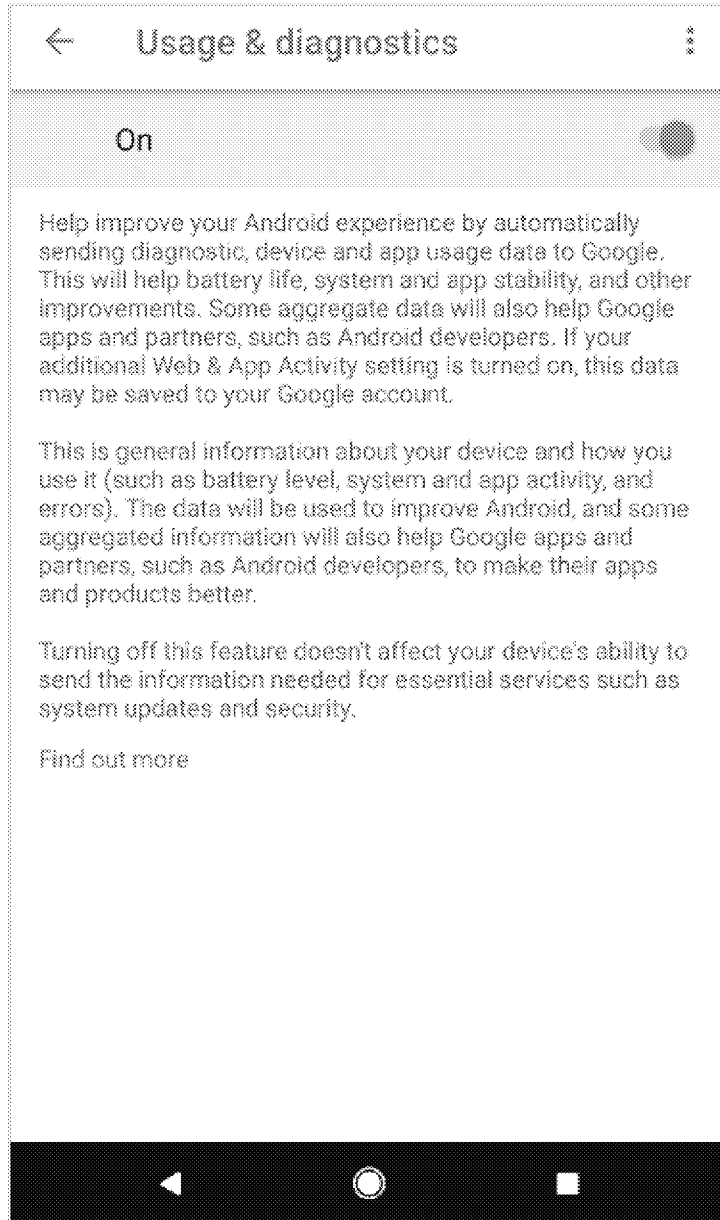 Usage & diagnostics
On
Help improve your Android experience by automatically
sending diagnostic, device and app usage data to Google.
This will help battery life, system and app stability, and other
improvements. Some aggregate data will also help Google
apps and partners, such as Android developers. If your
additional Web & App Activity setting is turned on, this data
may be saved to your Google account.
This is general information about your device and how you
use it (such as battery level, system and app activity, and
errors). The data will be used to improve Android, and some
aggregated information will also help Google apps and
partners, such as Android developers, to make their apps
and products better.
Turning off this feature doesn't affect your device's ability to
send the information needed for essential services such as
system updates and security.
Find out more